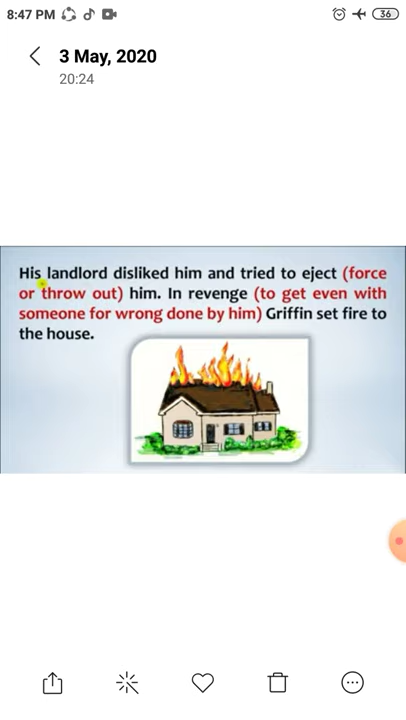 8:47 PM
36
3 May, 2020
20:24
His landlord disliked him and tried to eject (force
or throw out) him. In revenge (to get even with
someone for wrong done by him) Griffin set fire to
the house.